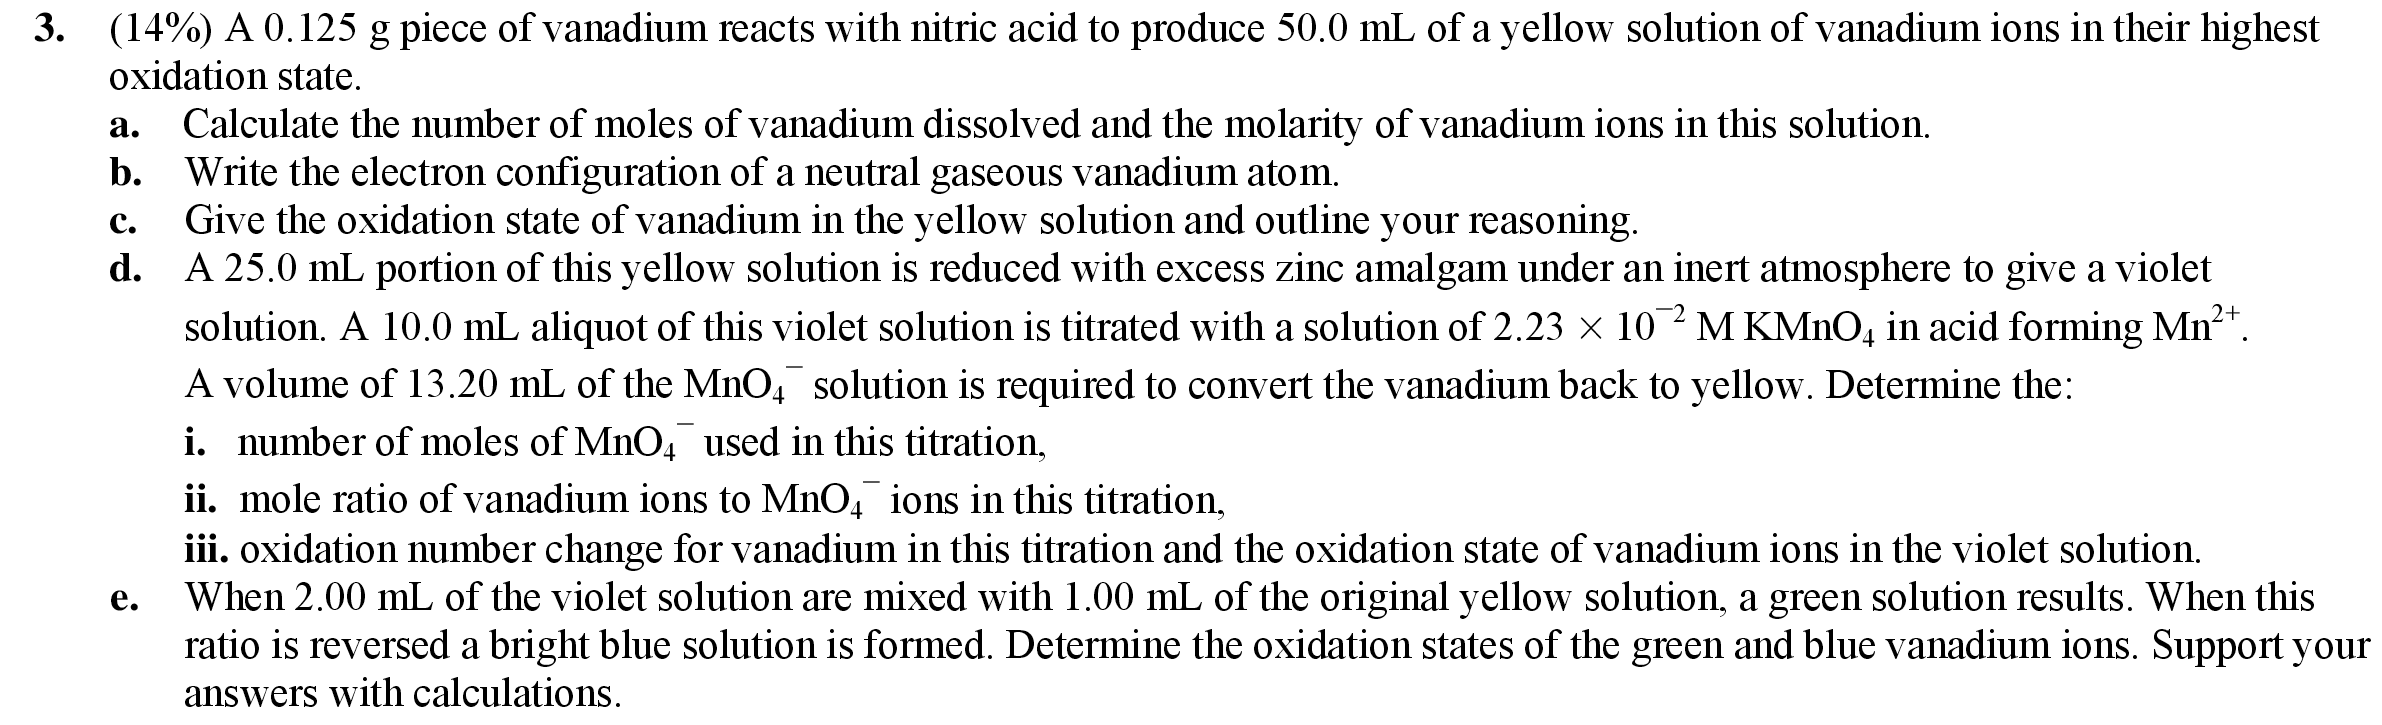 3. (14%) A 0.125 g piece of vanadium reacts with nitric acid to produce 50.0 mL of a yellow solution of vanadium ions in their highest
oxidation state.
a. Calculate the number of moles of vanadium dissolved and the molarity of vanadium ions in this solution.
b. Write the electron configuration of a neutral gaseous vanadium atom.
c. Give the oxidation state of vanadium in the yellow solution and outline your reasoning.
d. A 25.0 mL portion of this yellow solution is reduced with excess zinc amalgam under an inert atmosphere to give a violet
solution. A 10.0 mL aliquot of this violet solution is titrated with a solution of 2.23 × 10⁻² M KMnO₄ in acid forming Mn²⁺.
A volume of 13.20 mL of the MnO₄⁻ solution is required to convert the vanadium back to yellow. Determine the:
i. number of moles of MnO₄⁻ used in this titration,
ii. mole ratio of vanadium ions to MnO₄⁻ ions in this titration,
iii. oxidation number change for vanadium in this titration and the oxidation state of vanadium ions in the violet solution.
e. When 2.00 mL of the violet solution are mixed with 1.00 mL of the original yellow solution, a green solution results. When this
ratio is reversed a bright blue solution is formed. Determine the oxidation states of the green and blue vanadium ions. Support your
answers with calculations.